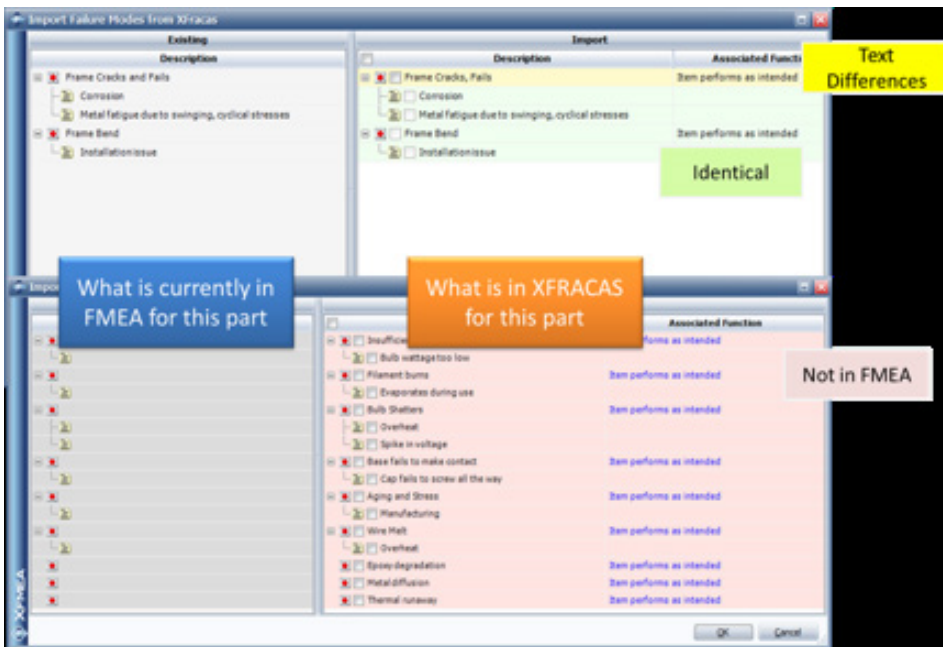 Import Failure Modes from XFracas
Existing
Import
Description
Description
Associated Functi
Text
Differences
Frame Cracks and Fails
Frame Cracks, Fails
Item performs as intended
Corrosion
Corrosion
Metal fatigue due to swinging, cyclical stresses
Metal fatigue due to swinging, cyclical stresses
Frame Bend
Frame Bend
Item performs as intended
Installation issue
Installation issue
Identical
What is currently in
FMEA for this part
What is in XFRACAS
for this part
Impor
Associated Function
Insufficie
forms as intended
Bulb wattage too low
Not in FMEA
Filament burns
Item performs as intended
Evaporates during use
Bulb Shatters
Item performs as intended
Overheat
Spike in voltage
Base fails to make contact
Item performs as intended
Cap fails to screw all the way
Aging and Stress
Item performs as intended
Manufacturing
Wire Melt
Item performs as intended
Overheat
Epoxy degradation
Item performs as intended
Metal diffusion
Item performs as intended
Thermal runaway
Item performs as intended
XFMEA
OK
Cancel